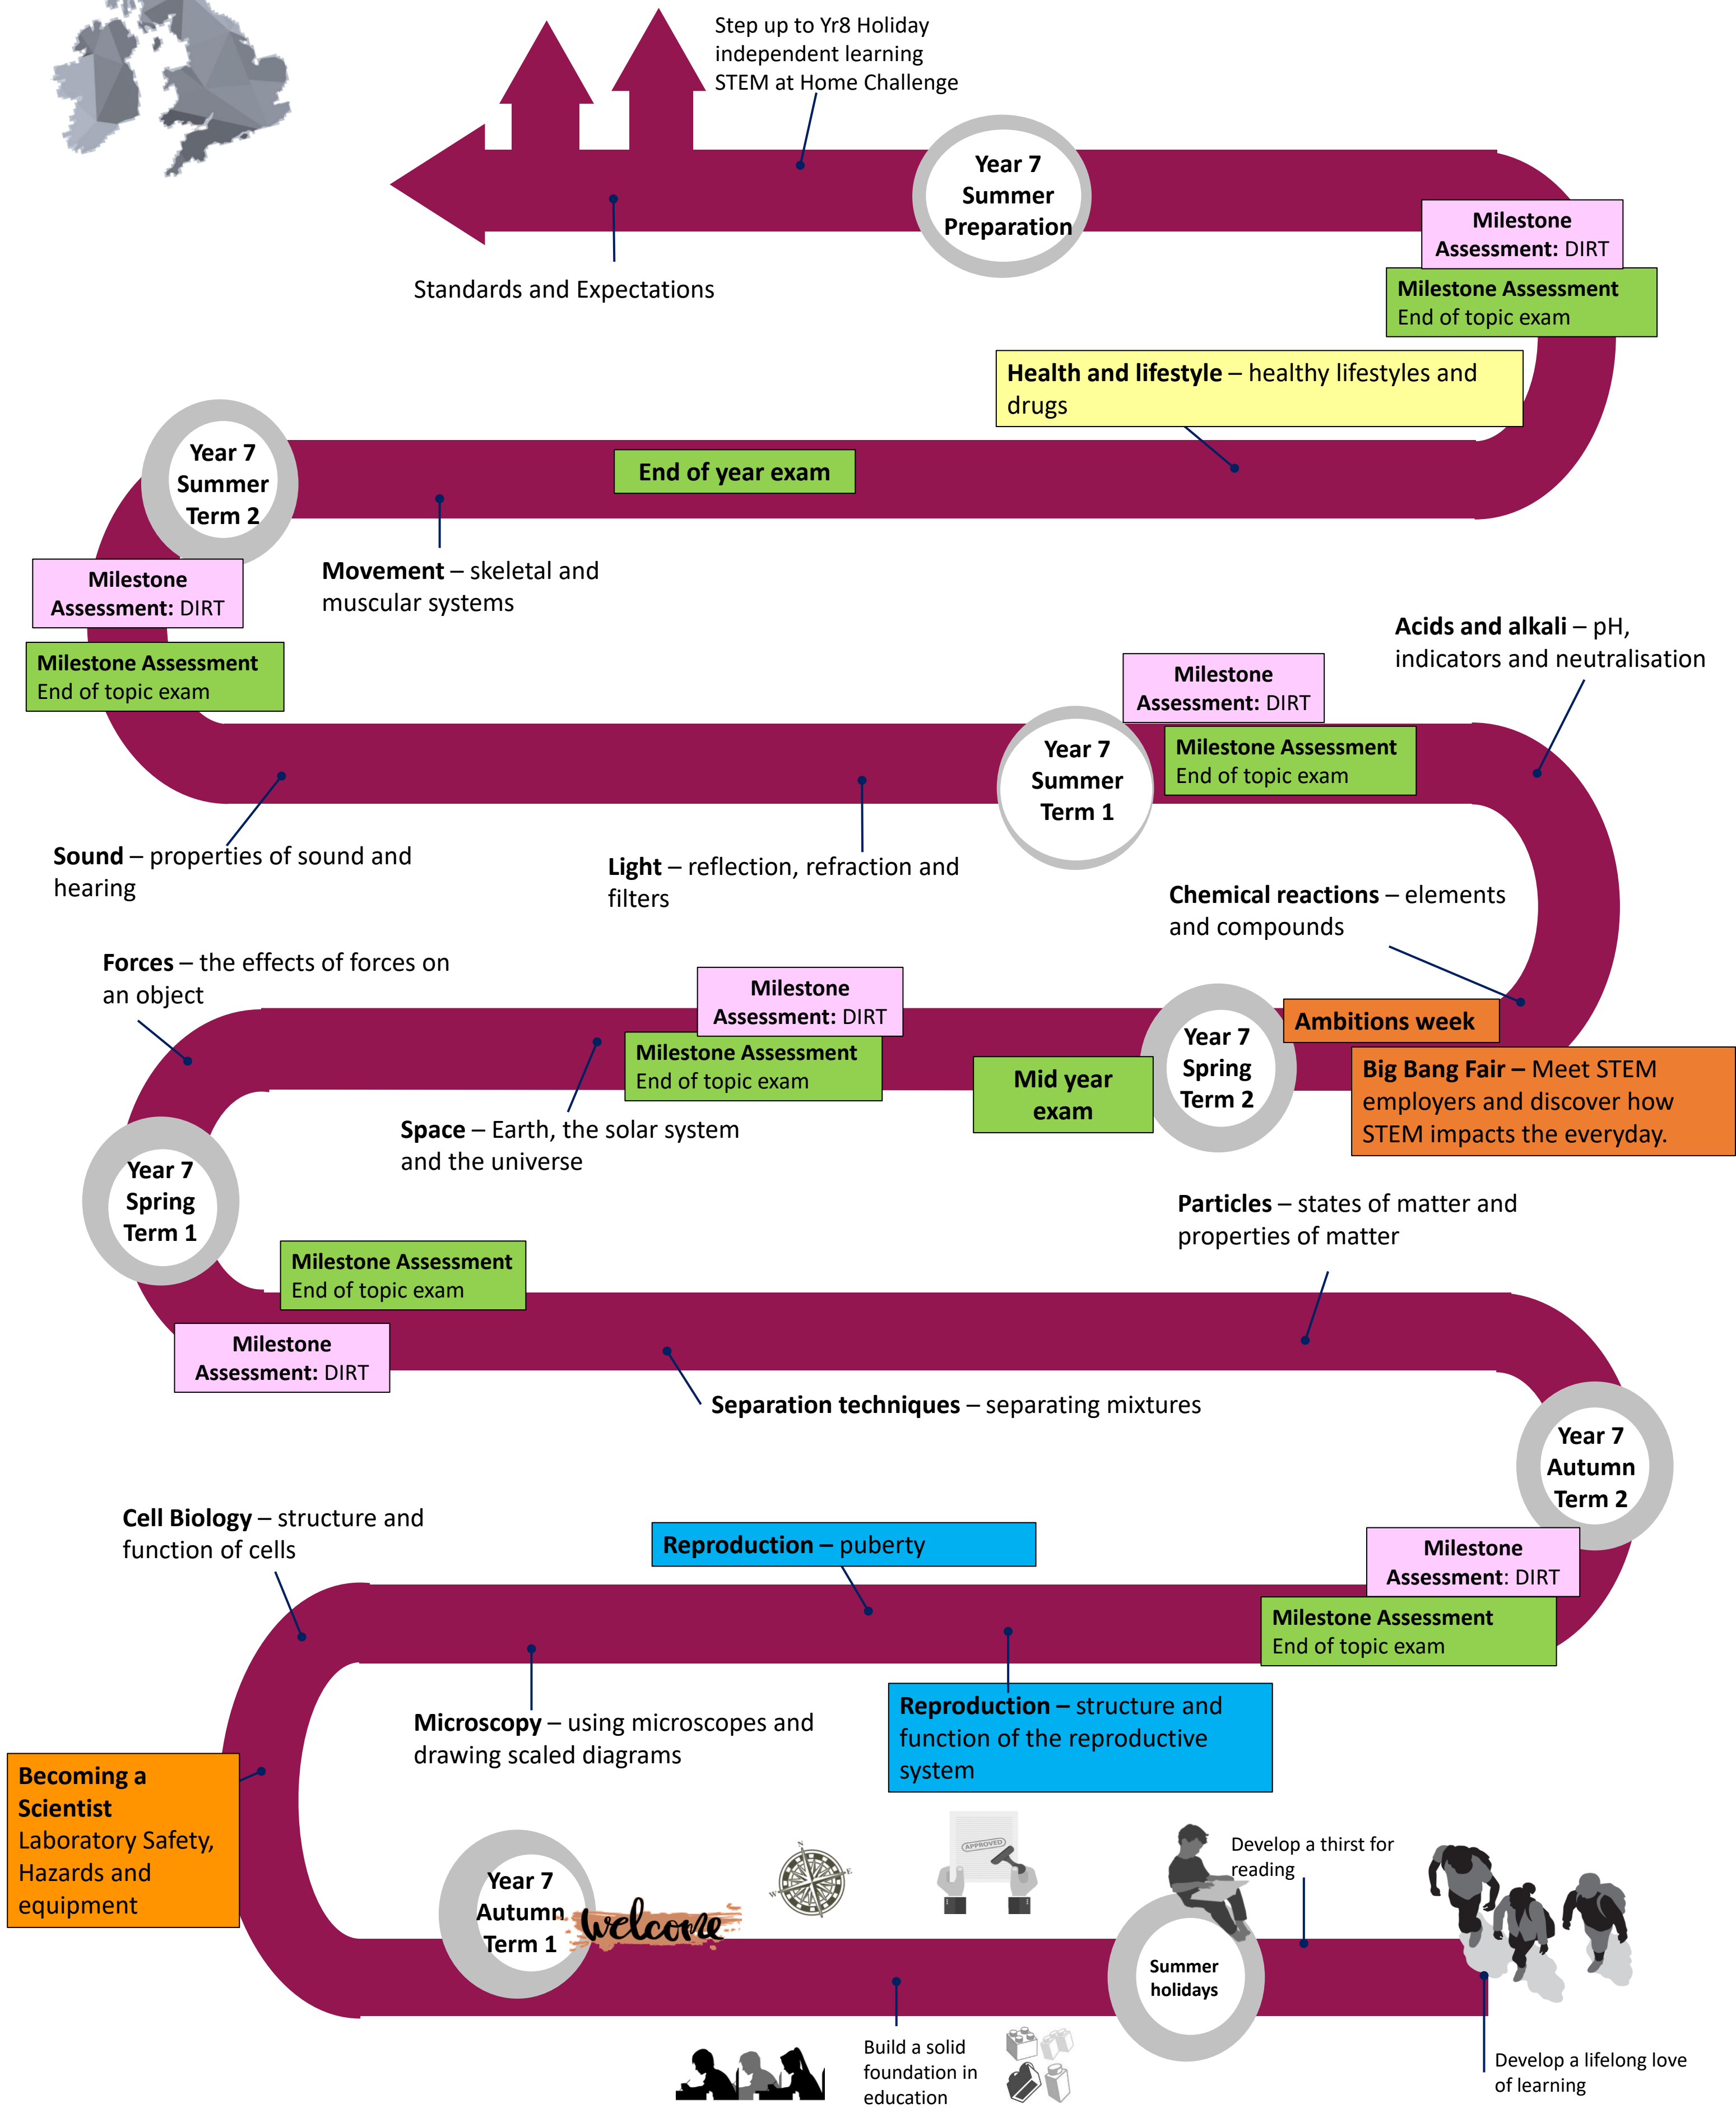 Step up to Yr8 Holiday
independent learning
STEM at Home Challenge
Year 7
Summer
Preparation
Milestone
Assessment: DIRT
Milestone Assessment
End of topic exam
Standards and Expectations
Health and lifestyle – healthy lifestyles and
drugs
Year 7
Summer
Term 2
End of year exam
Movement – skeletal and
muscular systems
Milestone
Assessment: DIRT
Milestone Assessment
End of topic exam
Acids and alkali – pH,
indicators and neutralisation
Milestone
Assessment: DIRT
Milestone Assessment
End of topic exam
Year 7
Summer
Term 1
Sound – properties of sound and
hearing
Light – reflection, refraction and
filters
Chemical reactions – elements
and compounds
Forces – the effects of forces on
an object
Milestone
Assessment: DIRT
Milestone Assessment
End of topic exam
Mid year
exam
Year 7
Spring
Term 2
Ambitions week
Big Bang Fair – Meet STEM
employers and discover how
STEM impacts the everyday.
Space – Earth, the solar system
and the universe
Year 7
Spring
Term 1
Particles – states of matter and
properties of matter
Milestone Assessment
End of topic exam
Milestone
Assessment: DIRT
Separation techniques – separating mixtures
Year 7
Autumn
Term 2
Cell Biology – structure and
function of cells
Reproduction – puberty
Milestone
Assessment: DIRT
Milestone Assessment
End of topic exam
Microscopy – using microscopes and
drawing scaled diagrams
Reproduction – structure and
function of the reproductive
system
Becoming a
Scientist
Laboratory Safety,
Hazards and
equipment
Year 7
Autumn
Term 1
welcome
N
E
S
W
APPROVED
Develop a thirst for
reading
Summer
holidays
Build a solid
foundation in
education
Develop a lifelong love
of learning